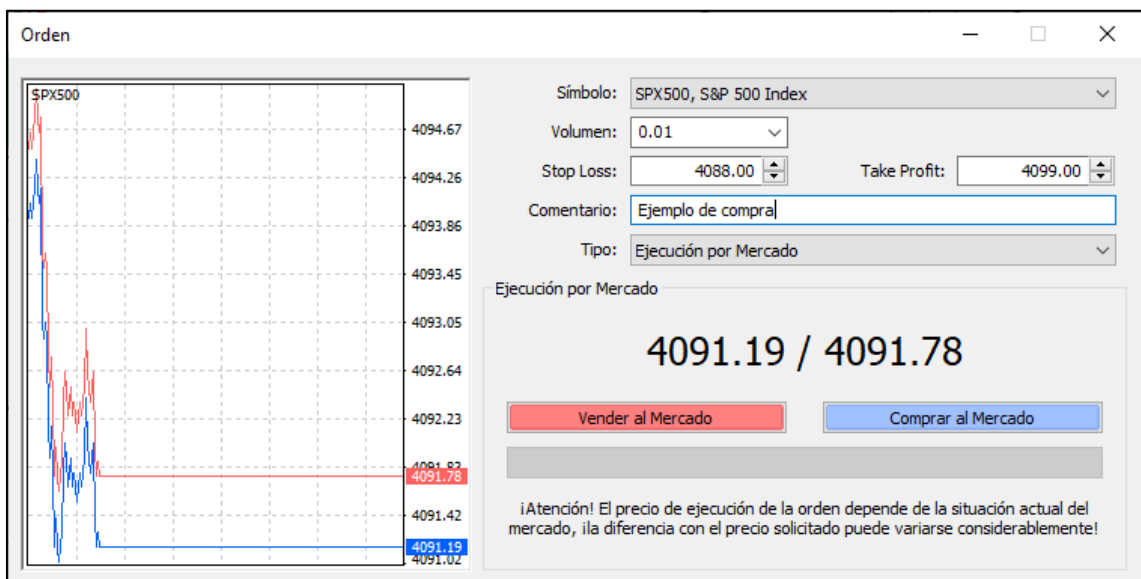 Orden
SPX500
4094.67
4094.26
4093.86
4093.45
4093.05
4092.64
4092.23
4091.83
4091.78
4091.42
4091.19
4091.02
Símbolo: SPX500, S&P 500 Index
Volumen: 0.01
Stop Loss: 4088.00 Take Profit: 4099.00
Comentario: Ejemplo de compra
Tipo: Ejecución por Mercado
Ejecución por Mercado
4091.19 / 4091.78
Vender al Mercado Comprar al Mercado
¡Atención! El precio de ejecución de la orden depende de la situación actual del
mercado, ¡la diferencia con el precio solicitado puede variarse considerablemente!